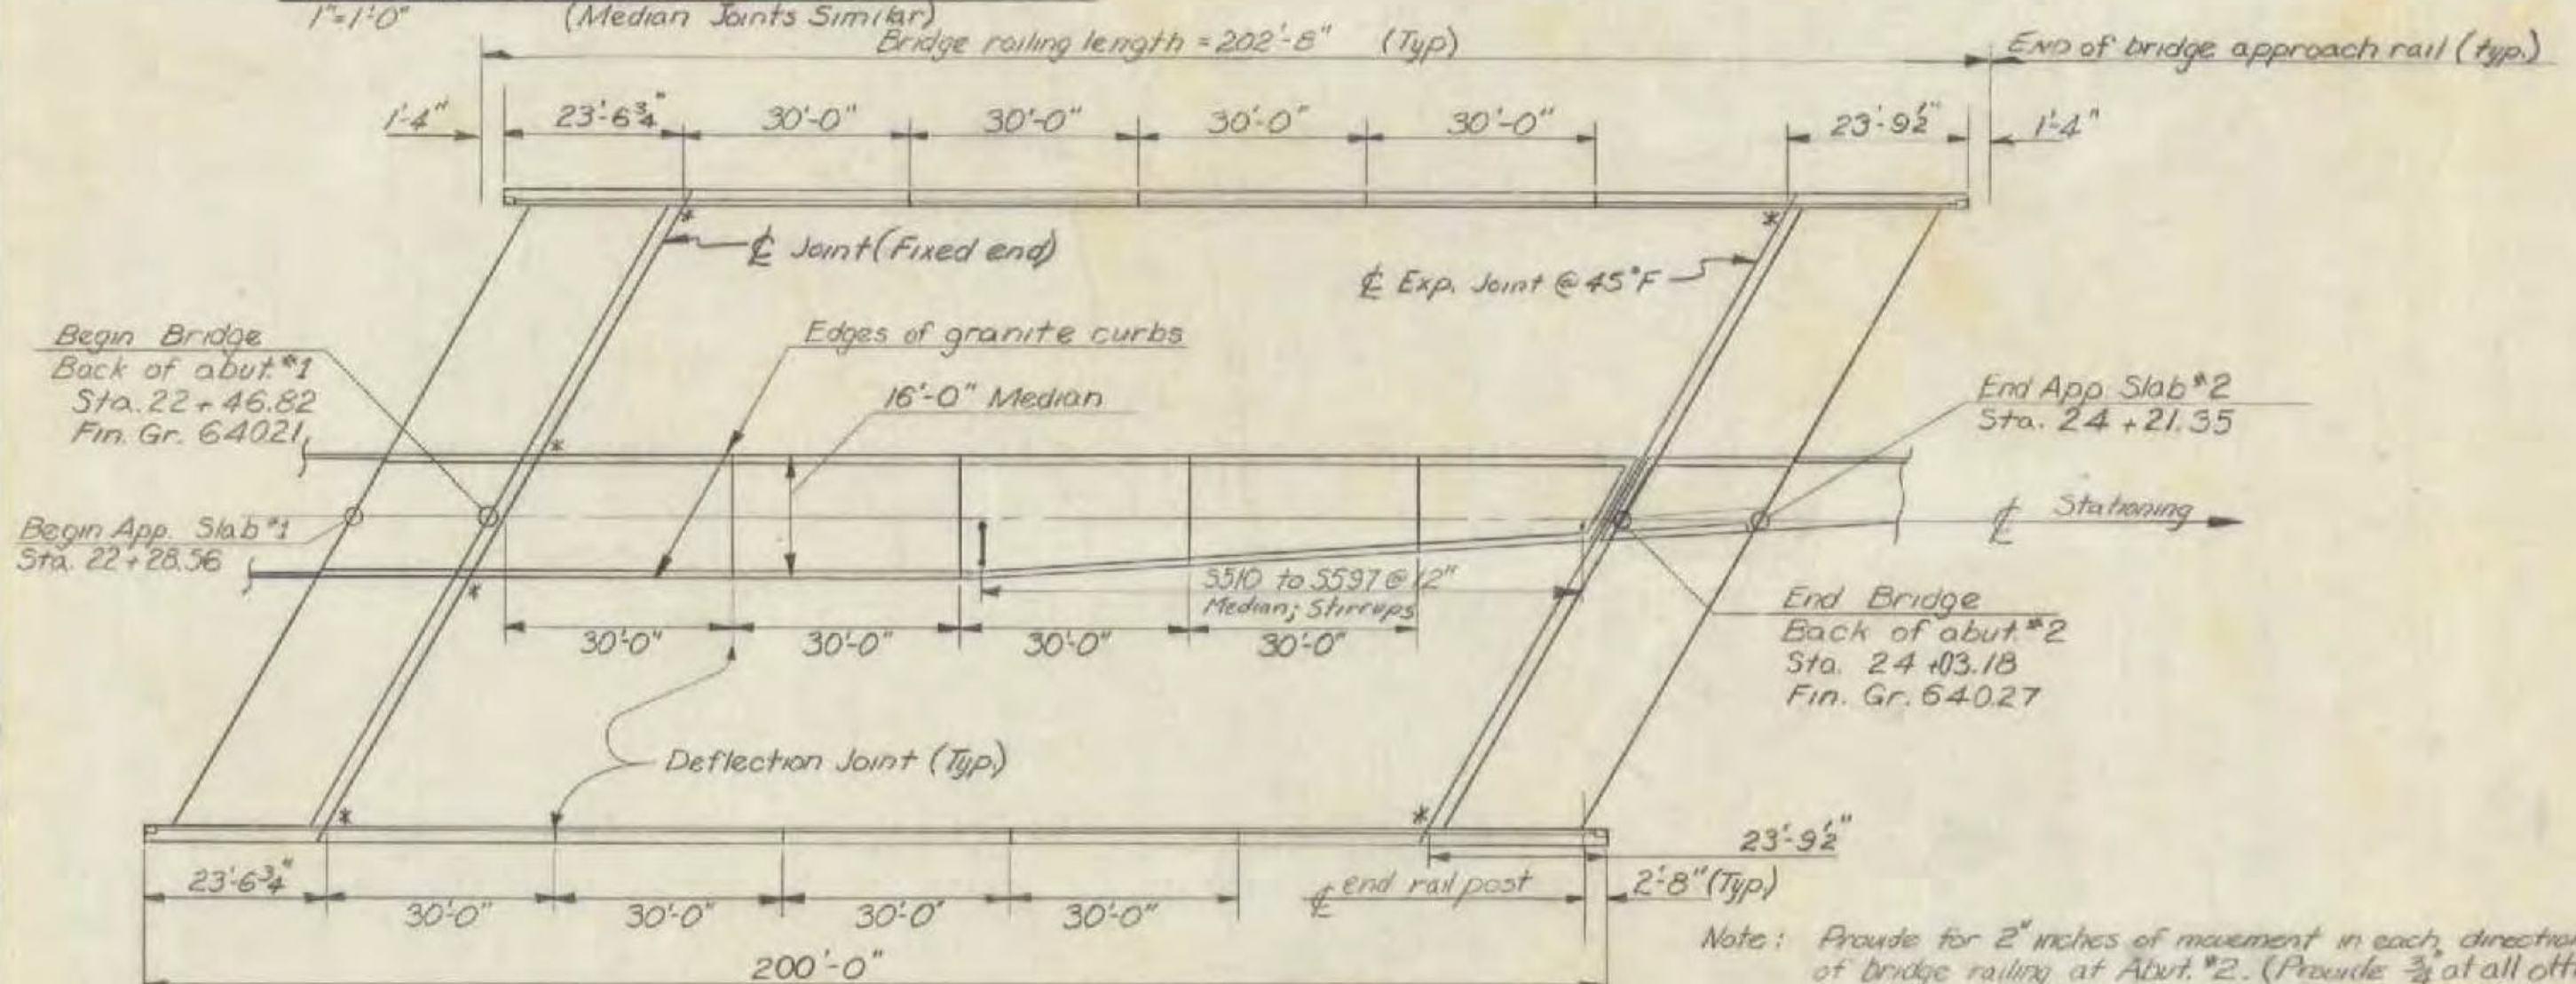 1"=1'-0"
(Median Joints Similar)
Bridge railing length = 202'-8" (Typ)
END of bridge approach rail (typ.)
1'-4"
23'-6¾"
30'-0"
30'-0"
30'-0"
30'-0"
23'-9½"
1'-4"
*
*
℄ Joint (Fixed end)
℄ Exp. Joint @ 45°F
Begin Bridge
Back of abut. #1
Sta. 22+46.82
Fin. Gr. 640.21
Edges of granite curbs
16'-0" Median
End App. Slab #2
Sta. 24+21.35
*
Begin App. Slab #1
Sta. 22+28.56
℄ Stationing
*
S510 to S597 @ 12"
Median; Stirrups
30'-0"
30'-0"
30'-0"
30'-0"
End Bridge
Back of abut. #2
Sta. 24+03.18
Fin. Gr. 640.27
Deflection Joint (Typ.)
*
*
23'-9½"
23'-6¾"
30'-0"
30'-0"
30'-0"
30'-0"
℄ end rail post
2'-8" (Typ.)
200'-0"
Note: Provide for 2" inches of movement in each direction
of bridge railing at Abut. #2. (Provide ¾" at all